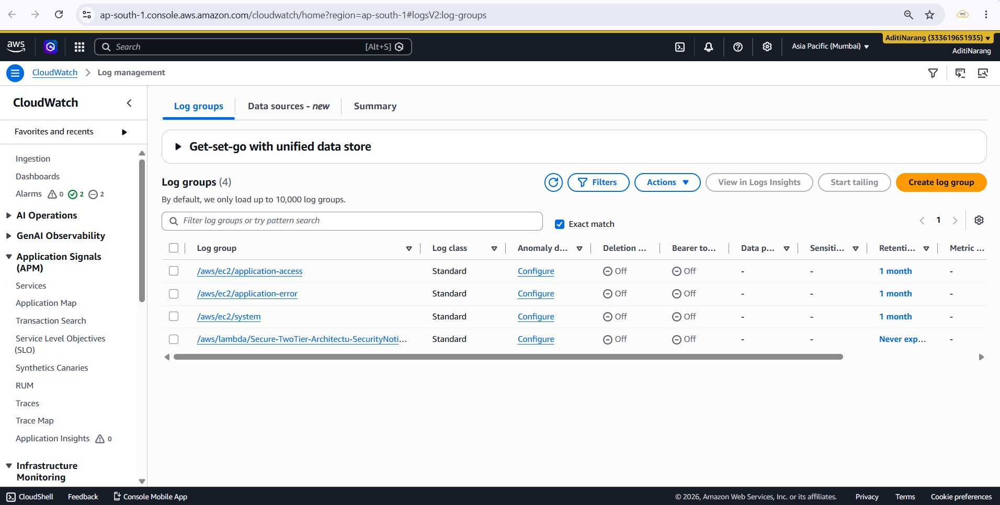 ap-south-1.console.aws.amazon.com/cloudwatch/home?region=ap-south-1#logsV2:log-groups
aws
Search [Alt+S]
Asia Pacific (Mumbai)
AditiNarang (333619651935)
AditiNarang
CloudWatch > Log management
CloudWatch
Favorites and recents
Ingestion
Dashboards
Alarms 0 2 2
AI Operations
GenAI Observability
Application Signals
(APM)
Services
Application Map
Transaction Search
Service Level Objectives
(SLO)
Synthetics Canaries
RUM
Traces
Trace Map
Application Insights 0
Infrastructure
Monitoring
Log groups Data sources - new Summary
Get-set-go with unified data store
Log groups (4)
By default, we only load up to 10,000 log groups.
Filters Actions View in Logs Insights Start tailing Create log group
Filter log groups or try pattern search
Exact match
1
Log group Log class Anomaly d... Deletion ... Bearer to... Data p... Sensiti... Retenti... Metric ...
/aws/ec2/application-access Standard Configure Off Off - - 1 month -
/aws/ec2/application-error Standard Configure Off Off - - 1 month -
/aws/ec2/system Standard Configure Off Off - - 1 month -
/aws/lambda/Secure-TwoTier-Architectu-SecurityNoti... Standard Configure Off Off - - Never exp... -
CloudShell Feedback Console Mobile App
© 2026, Amazon Web Services, Inc. or its affiliates. Privacy Terms Cookie preferences